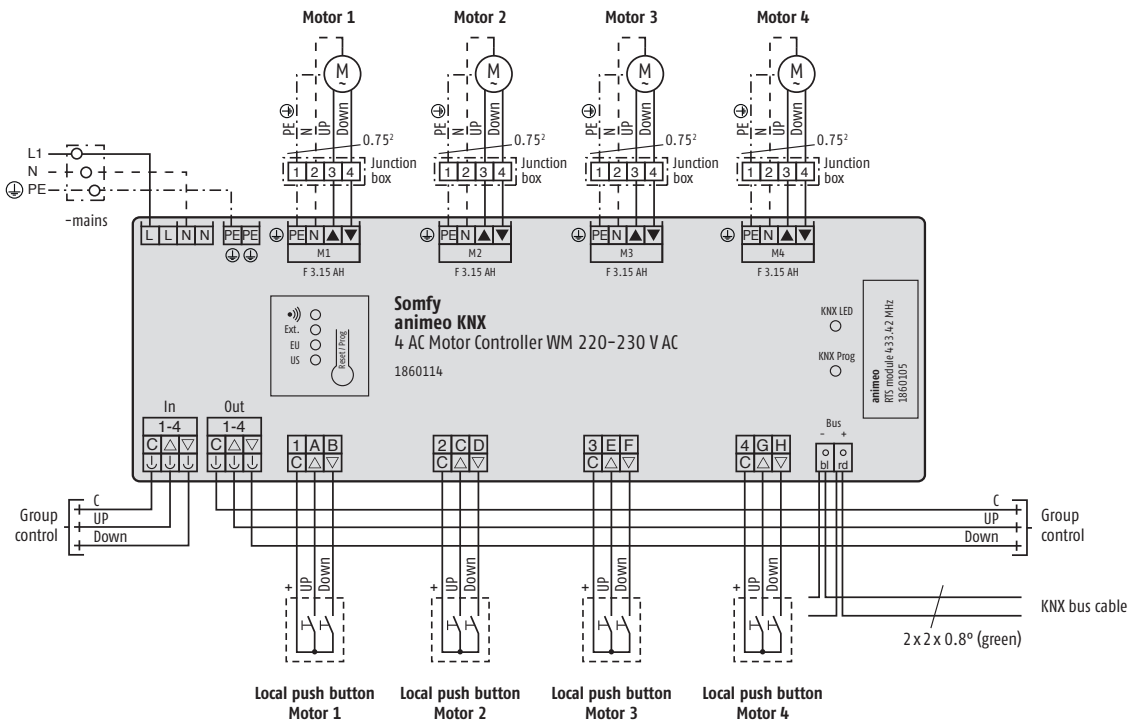 Motor 1 Motor 2 Motor 3 Motor 4
M ~ M ~ M ~ M ~
PE N UP Down PE N UP Down PE N UP Down PE N UP Down
0.75² 0.75² 0.75² 0.75²
L1
N
PE
-mains
1 2 3 4 Junction box 1 2 3 4 Junction box 1 2 3 4 Junction box 1 2 3 4 Junction box
L L N N PE PE PE N ▲ ▼ PE N ▲ ▼ PE N ▲ ▼ PE N ▲ ▼
M1 M2 M3 M4
F 3.15 AH F 3.15 AH F 3.15 AH F 3.15 AH
Ext.
EU
US
Reset / Prog
Somfy
animeo KNX
4 AC Motor Controller WM 220-230 V AC
1860114
KNX LED
KNX Prog
animeo
RTS module 433.42 MHz
1860105
In Out
1-4 1-4
C △ ▽ C △ ▽
1 A B 2 C D 3 E F 4 G H
C △ ▽ C △ ▽ C △ ▽ C △ ▽
Bus
- +
bl rd
Group control
C
UP
Down
C
UP
Down
Group control
+ UP Down + UP Down + UP Down + UP Down
KNX bus cable
2 x 2 x 0.8º (green)
Local push button Local push button Local push button Local push button
Motor 1 Motor 2 Motor 3 Motor 4